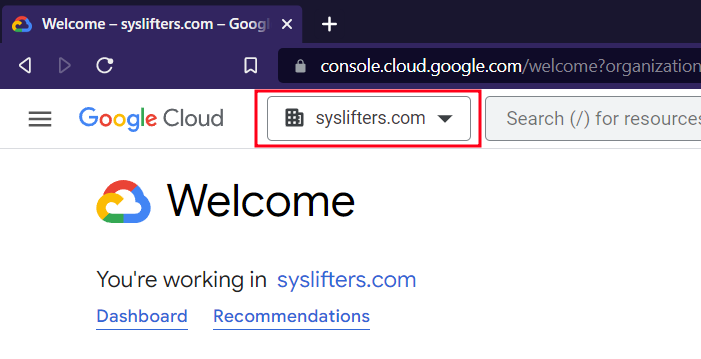 Welcome – syslifters.com – Googl
console.cloud.google.com/welcome?organization
Google Cloud
syslifters.com
Search (/) for resources
Welcome
You're working in syslifters.com
Dashboard Recommendations